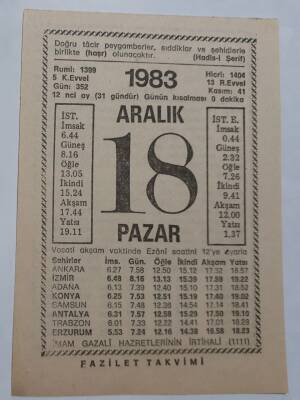 Doğru tâcir peygamberler, sıddîklar ve şehidlerle
birlikte (haşr) olunacaktır. (Hadîs-i Şerif)
Rumi: 1399
5 K.Evvel
Gün: 352
1983
Hicri: 1404
13 R.Evvel
Kasım: 41
12 nci ay (31 gündür) Günün kısalması 0 dakika
ARALIK
18
PAZAR
İST.
İmsak
6.44
Güneş
8.16
Öğle
13.05
İkindi
15.24
Akşam
17.44
Yatsı
19.11
İST. E.
İmsak
0.44
Güneş
2.32
Öğle
7.26
İkindi
9.41
Akşam
12.00
Yatsı
1.37
Vasati akşam vaktinde Ezâni saatini 12'ye ayarla
Şehirler İms. Gün. Öğle İkindi Akşam Yatsı
ANKARA 6.27 7.58 12.50 15.12 17.32 18.57
İZMİR 6.48 8.16 13.13 15.39 17.59 19.22
ADANA 6.13 7.39 12.40 15.10 17.31 18.52
KONYA 6.25 7.53 12.51 15.19 17.40 19.02
SAMSUN 6.15 7.48 12.36 14.54 17.14 18.41
ANTALYA 6.31 7.57 12.58 15.29 17.50 19.10
TRABZON 6.01 7.33 12.22 14.41 17.01 18.28
ERZURUM 5.53 7.24 12.16 14.38 16.58 18.23
İMAM GAZALİ HAZRETLERİNİN İRTİHALİ (1111)
FAZİLET TAKVİMİ